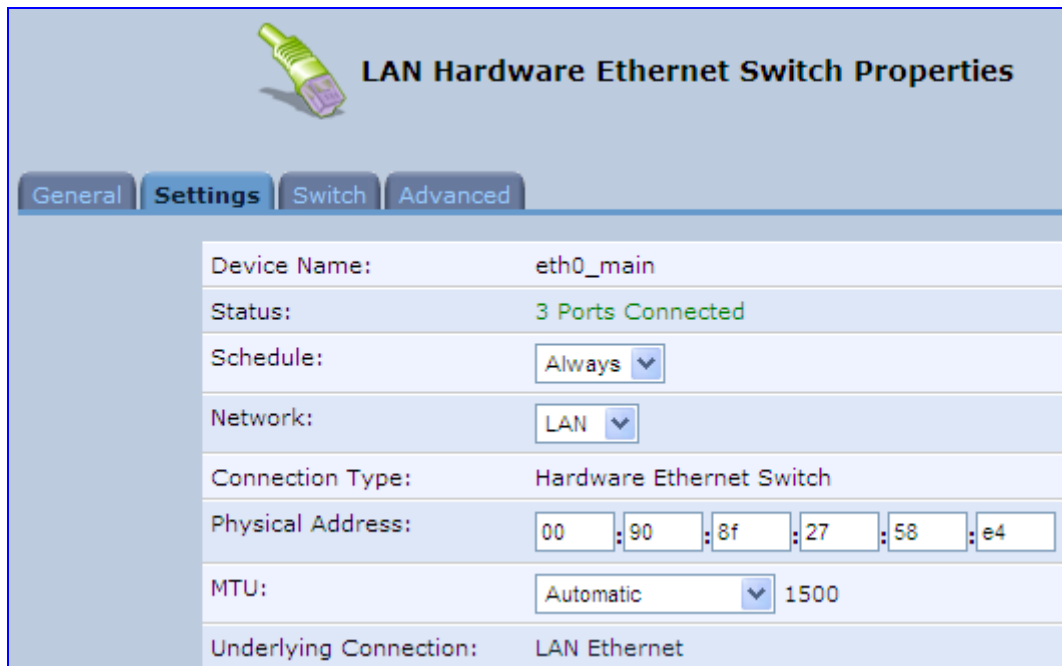 LAN Hardware Ethernet Switch Properties
General Settings Switch Advanced
Device Name: eth0_main
Status: 3 Ports Connected
Schedule: Always
Network: LAN
Connection Type: Hardware Ethernet Switch
Physical Address: 00 : 90 : 8f : 27 : 58 : e4
MTU: Automatic 1500
Underlying Connection: LAN Ethernet